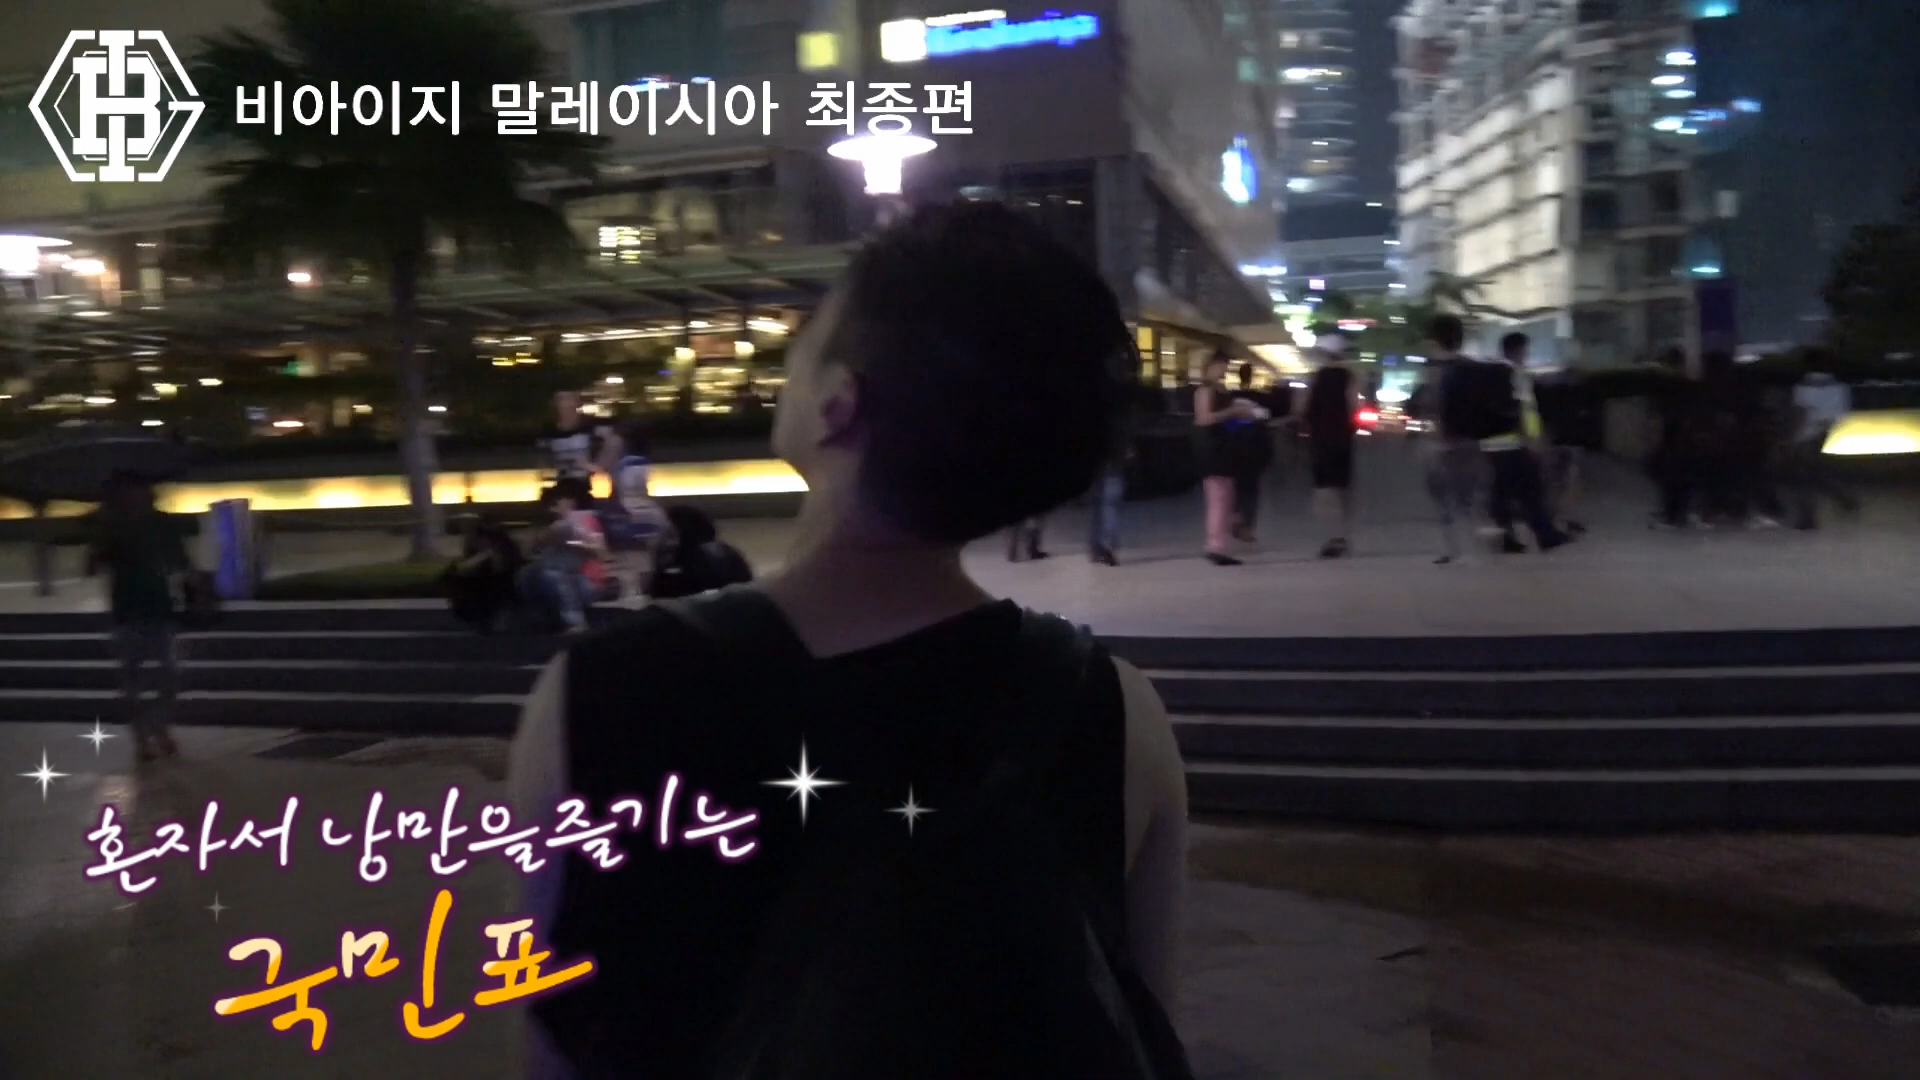 비아이지 말레이시아 최종편
혼자서 낭만을즐기는
국민표